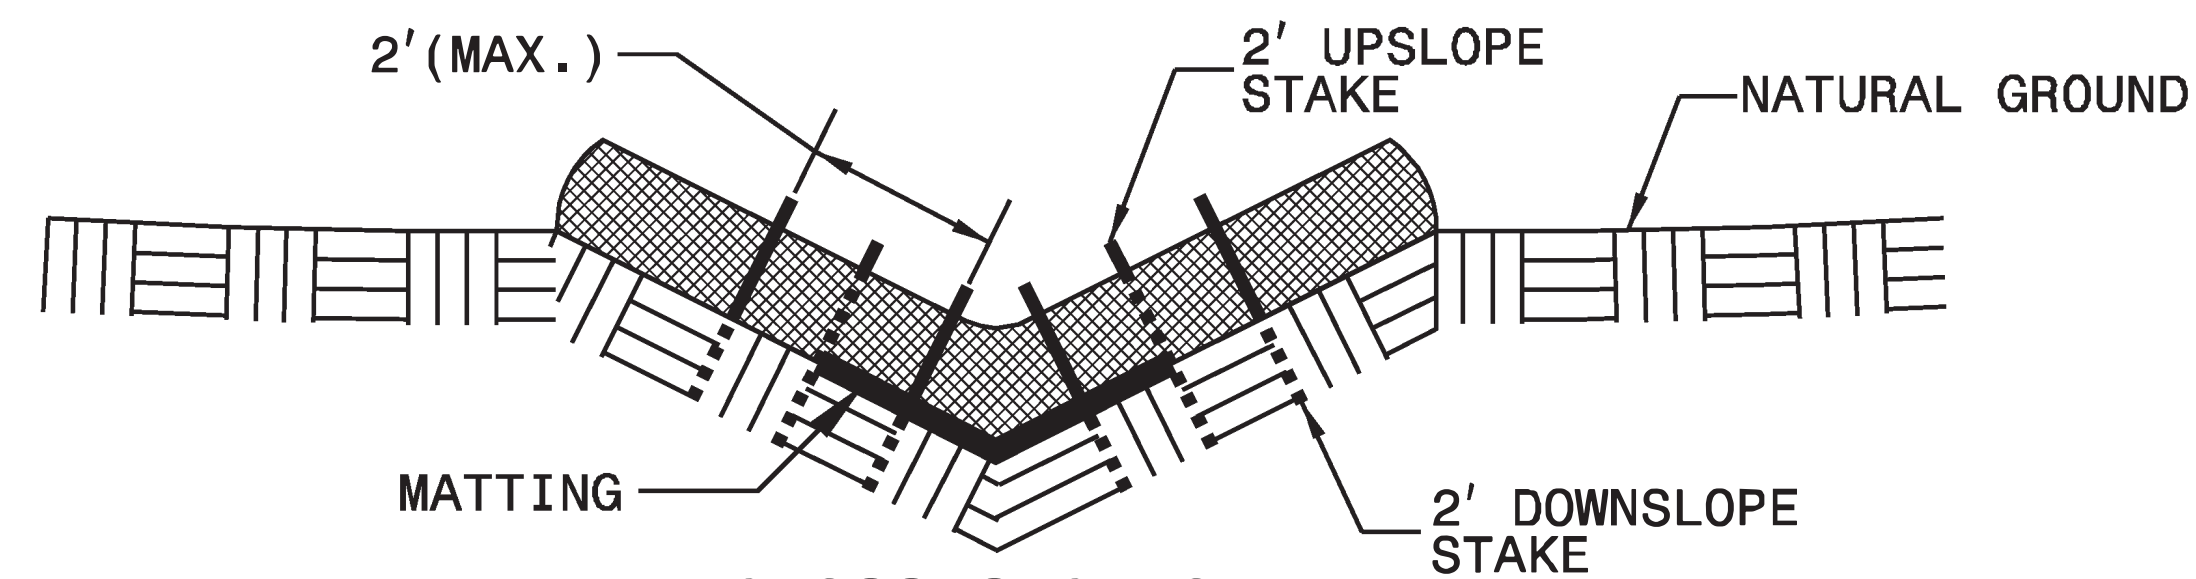 2'(MAX.)
2' UPSLOPE
STAKE
NATURAL GROUND
MATTING
2' DOWNSLOPE
STAKE